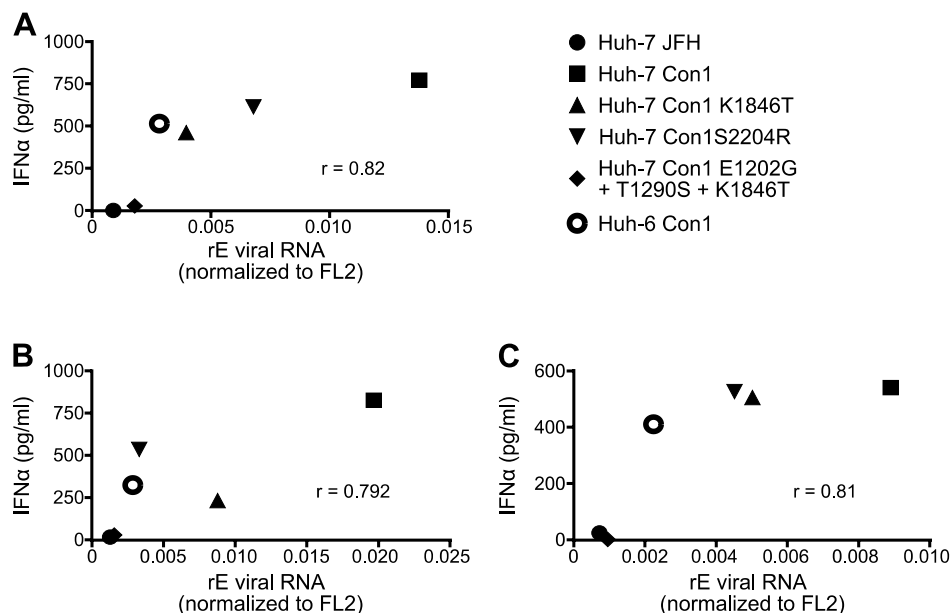 A
1000
750
500
250
0
IFNα (pg/ml)
r = 0.82
0
0.005
0.010
0.015
rE viral RNA
(normalized to FL2)
Huh-7 JFH
Huh-7 Con1
Huh-7 Con1 K1846T
Huh-7 Con1S2204R
Huh-7 Con1 E1202G
+ T1290S + K1846T
Huh-6 Con1
B
1000
750
500
250
0
IFNα (pg/ml)
r = 0.792
0
0.005
0.010
0.015
0.020
0.025
rE viral RNA
(normalized to FL2)
C
600
400
200
0
IFNα (pg/ml)
r = 0.81
0
0.002
0.004
0.006
0.008
0.010
rE viral RNA
(normalized to FL2)